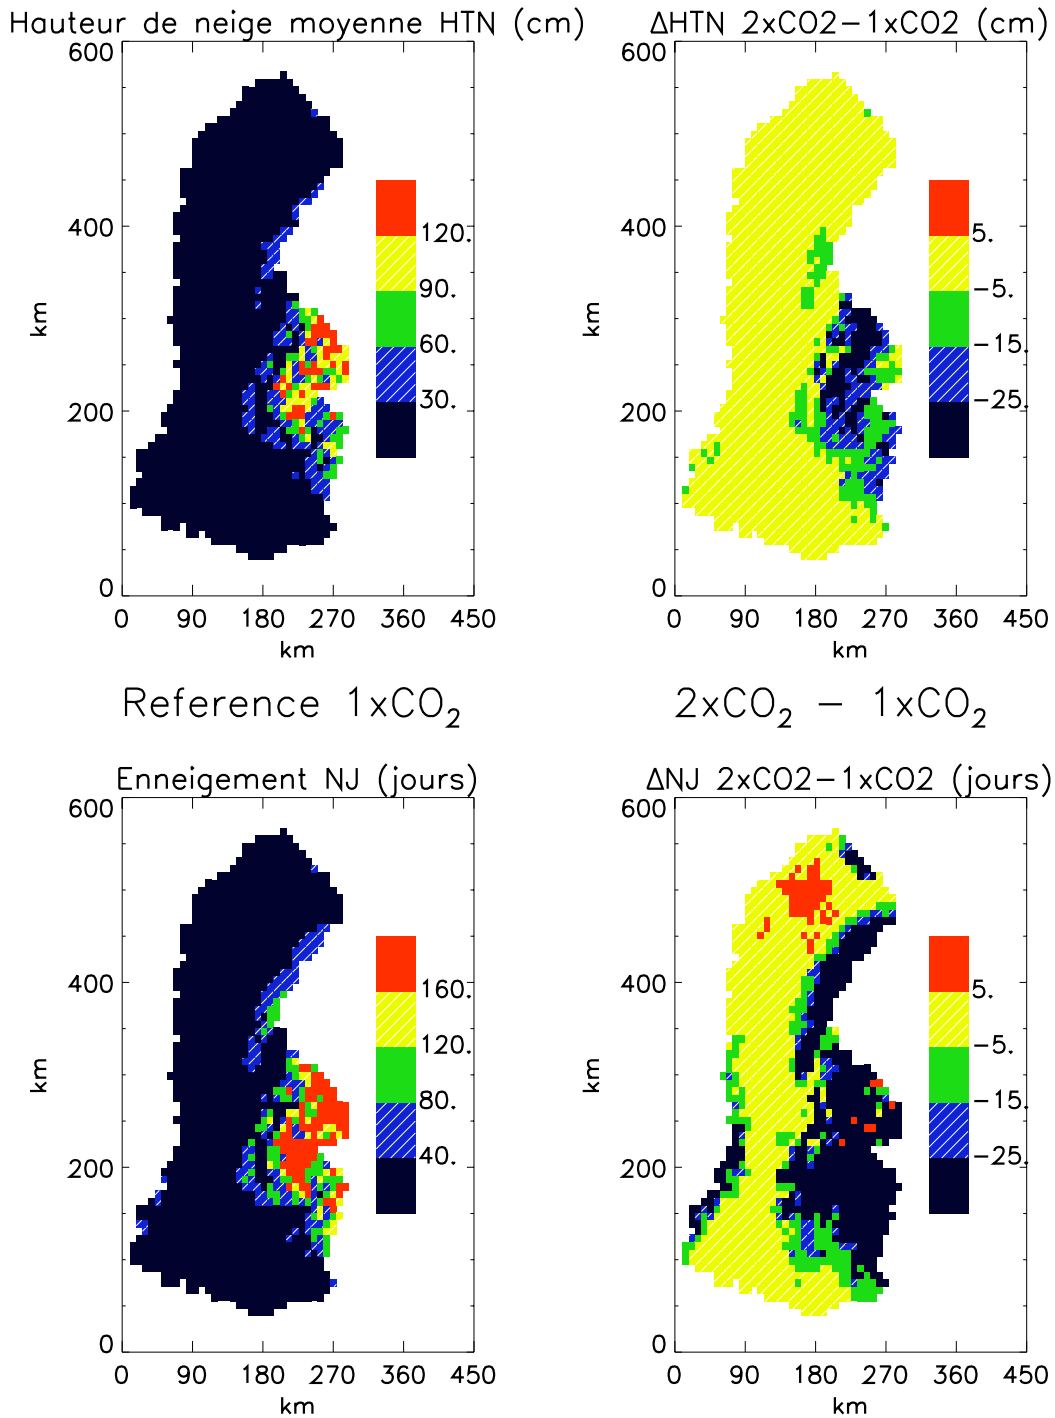 Hauteur de neige moyenne HTN (cm)
600
400
200
0
0 90 180 270 360 450
km
km
120.
90.
60.
30.
ΔHTN 2xCO2−1xCO2 (cm)
600
400
200
0
0 90 180 270 360 450
km
km
5.
−5.
−15.
−25.
Reference 1xCO₂
2xCO₂ − 1xCO₂
Enneigement NJ (jours)
600
400
200
0
0 90 180 270 360 450
km
km
160.
120.
80.
40.
ΔNJ 2xCO2−1xCO2 (jours)
600
400
200
0
0 90 180 270 360 450
km
km
5.
−5.
−15.
−25.